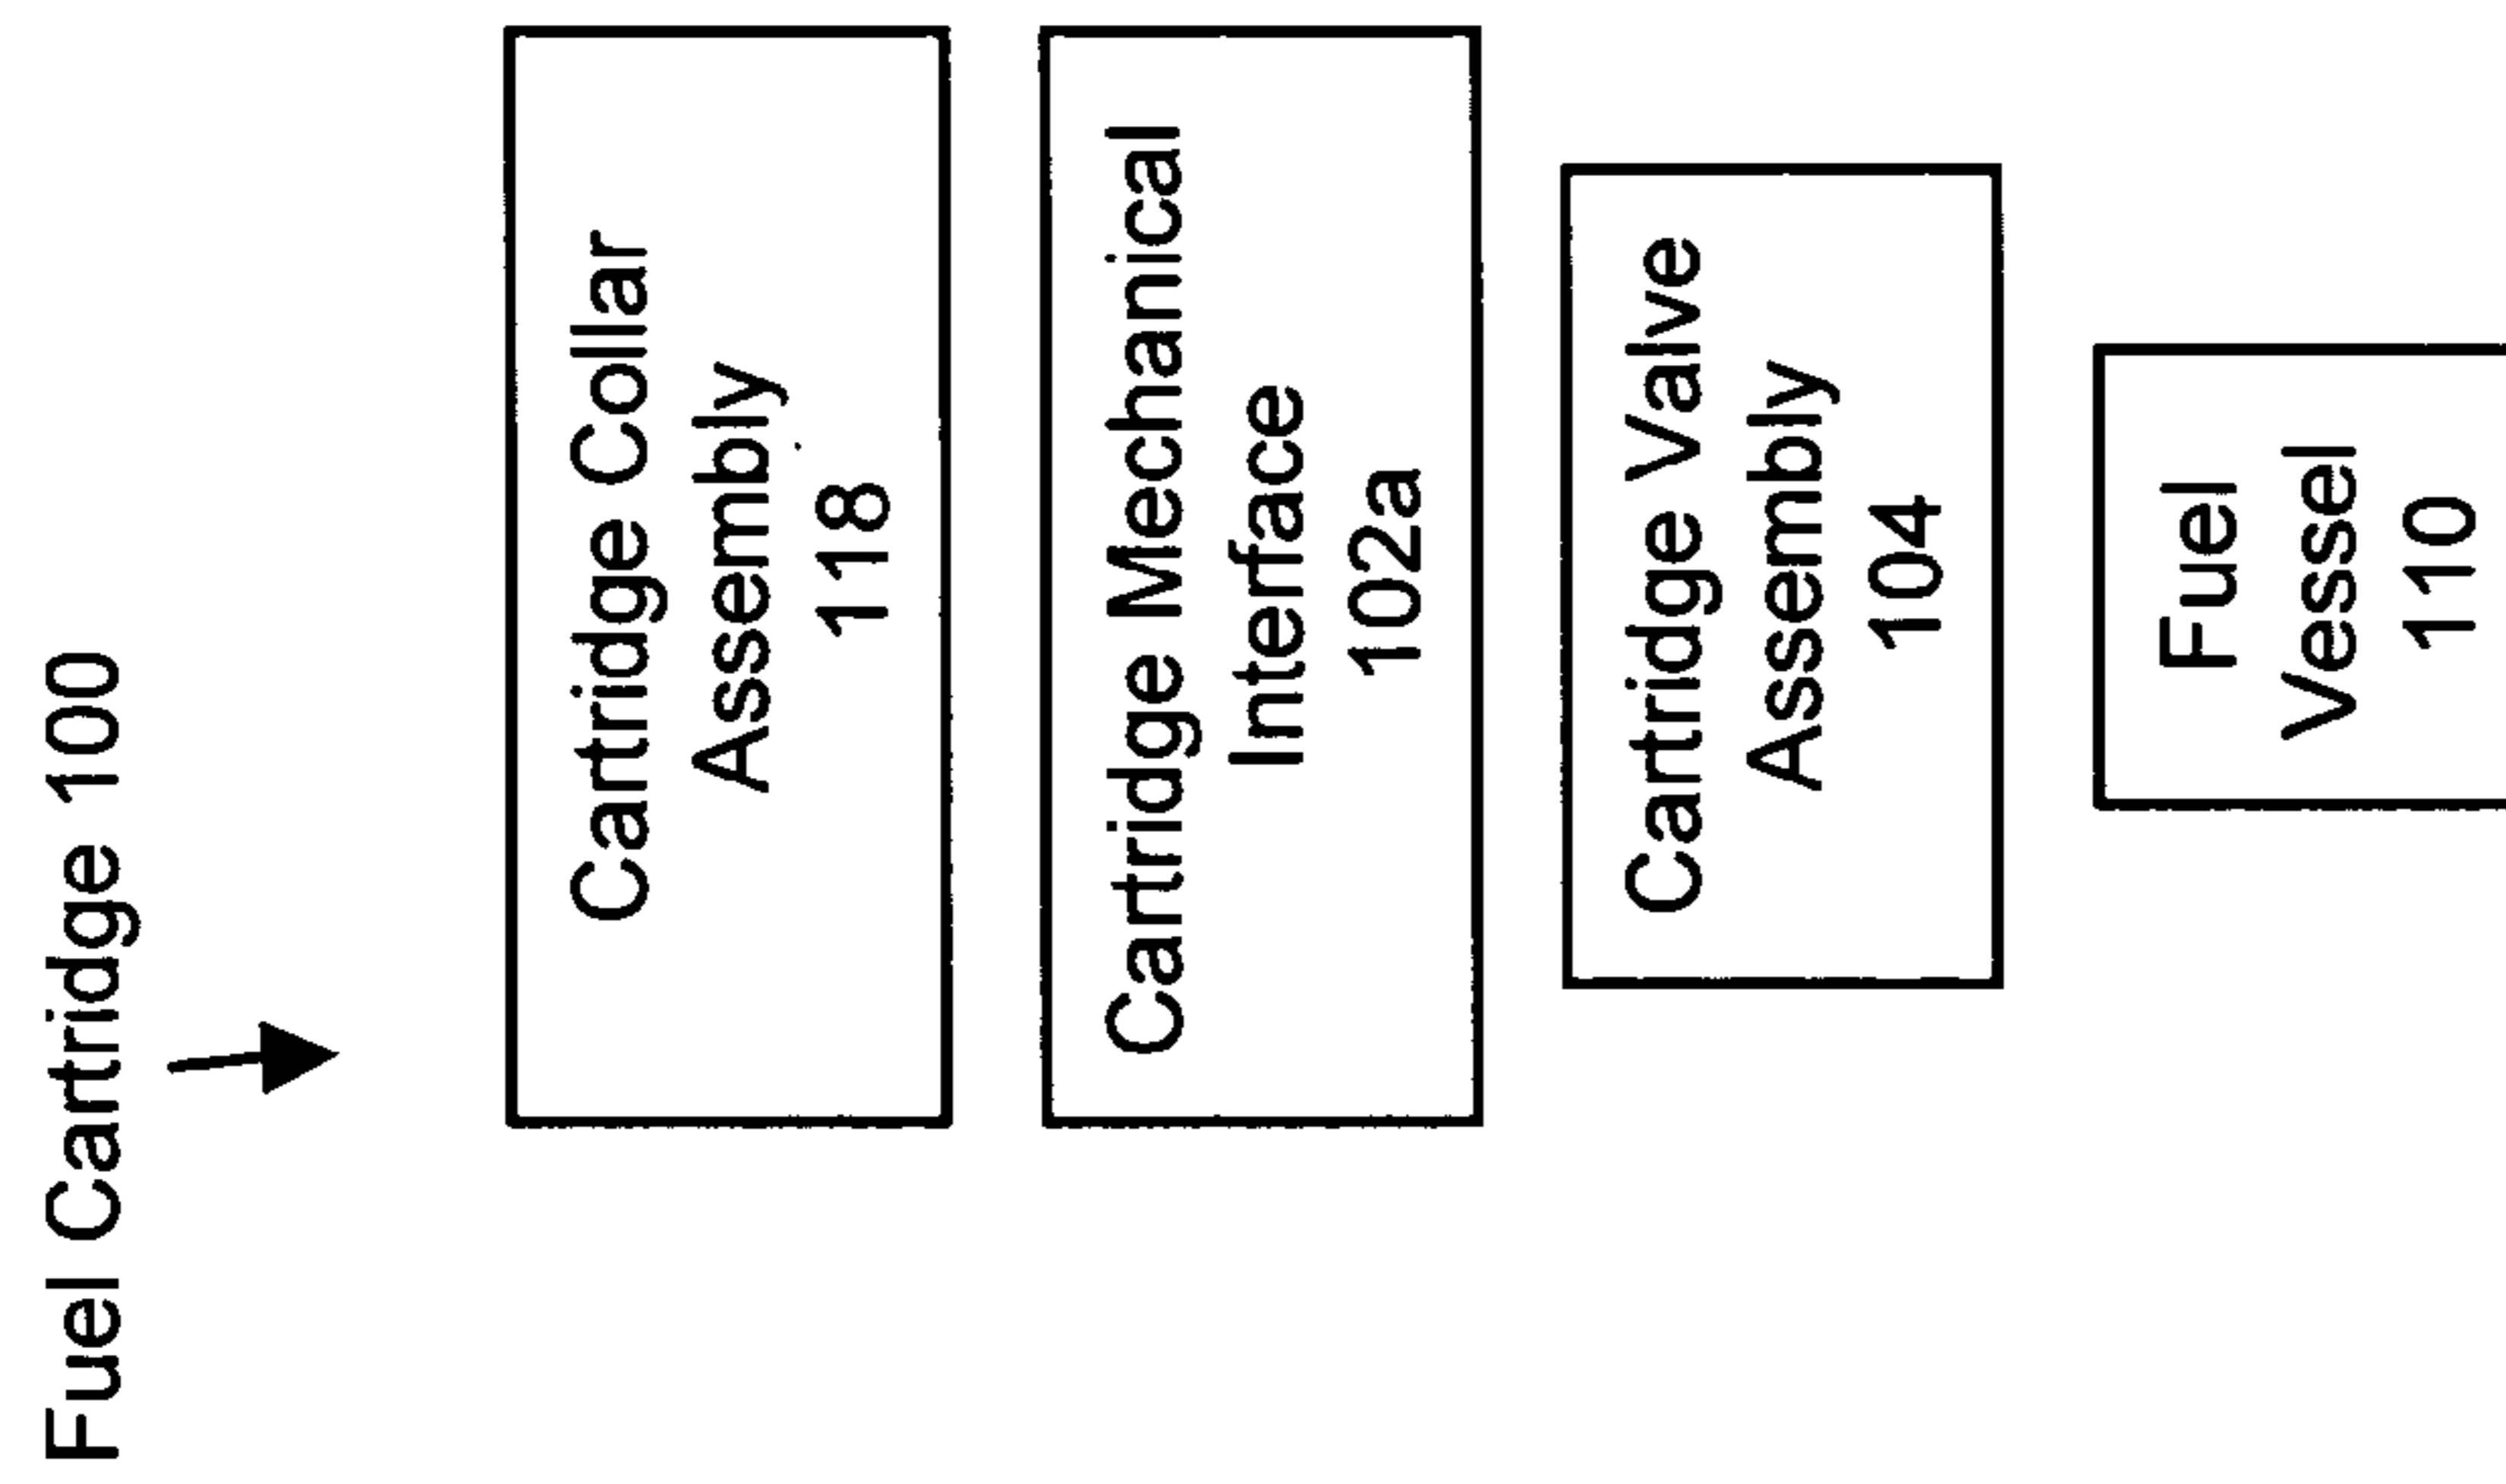 Fuel Cartridge 100
Cartridge Collar
Assembly
118
Cartridge Mechanical
Interface
102a
Cartridge Valve
Assembly
104
Fuel
Vessel
110